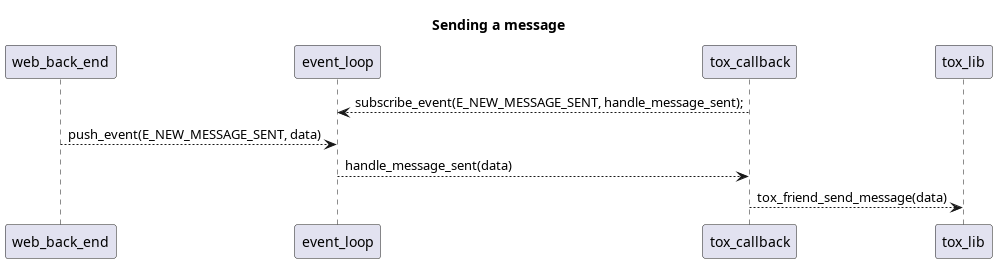 Sending a message
web_back_end event_loop tox_callback tox_lib
subscribe_event(E_NEW_MESSAGE_SENT, handle_message_sent);
push_event(E_NEW_MESSAGE_SENT, data)
handle_message_sent(data)
tox_friend_send_message(data)
web_back_end event_loop tox_callback tox_lib